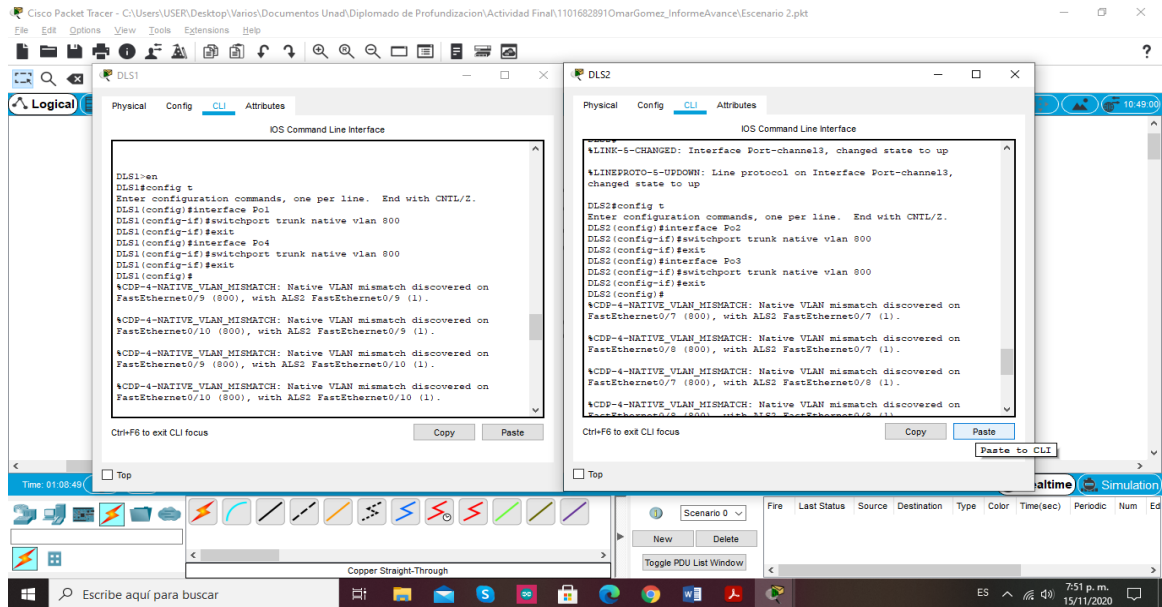 Cisco Packet Tracer - C:\Users\USER\Desktop\Varios\Documentos Unad\Diplomado de Profundizacion\Actividad Final\1101682891OmarGomez_InformeAvance\Escenario 2.pkt
File Edit Options View Tools Extensions Help
?
Logical
10:49:00
DLS1
Physical Config CLI Attributes
IOS Command Line Interface
DLS1>en
DLS1#config t
Enter configuration commands, one per line. End with CNTL/Z.
DLS1(config)#interface Po1
DLS1(config-if)#switchport trunk native vlan 800
DLS1(config-if)#exit
DLS1(config)#interface Po4
DLS1(config-if)#switchport trunk native vlan 800
DLS1(config-if)#exit
DLS1(config)#
%CDP-4-NATIVE_VLAN_MISMATCH: Native VLAN mismatch discovered on
FastEthernet0/9 (800), with ALS2 FastEthernet0/9 (1).
%CDP-4-NATIVE_VLAN_MISMATCH: Native VLAN mismatch discovered on
FastEthernet0/10 (800), with ALS2 FastEthernet0/9 (1).
%CDP-4-NATIVE_VLAN_MISMATCH: Native VLAN mismatch discovered on
FastEthernet0/9 (800), with ALS2 FastEthernet0/10 (1).
%CDP-4-NATIVE_VLAN_MISMATCH: Native VLAN mismatch discovered on
FastEthernet0/10 (800), with ALS2 FastEthernet0/10 (1).
Ctrl+F6 to exit CLI focus
Copy Paste
Top
DLS2
Physical Config CLI Attributes
IOS Command Line Interface
%LINK-5-CHANGED: Interface Port-channel3, changed state to up
%LINEPROTO-5-UPDOWN: Line protocol on Interface Port-channel3,
changed state to up
DLS2#config t
Enter configuration commands, one per line. End with CNTL/Z.
DLS2(config)#interface Po2
DLS2(config-if)#switchport trunk native vlan 800
DLS2(config-if)#exit
DLS2(config)#interface Po3
DLS2(config-if)#switchport trunk native vlan 800
DLS2(config-if)#exit
DLS2(config)#
%CDP-4-NATIVE_VLAN_MISMATCH: Native VLAN mismatch discovered on
FastEthernet0/7 (800), with ALS2 FastEthernet0/7 (1).
%CDP-4-NATIVE_VLAN_MISMATCH: Native VLAN mismatch discovered on
FastEthernet0/8 (800), with ALS2 FastEthernet0/7 (1).
%CDP-4-NATIVE_VLAN_MISMATCH: Native VLAN mismatch discovered on
FastEthernet0/7 (800), with ALS2 FastEthernet0/8 (1).
%CDP-4-NATIVE_VLAN_MISMATCH: Native VLAN mismatch discovered on
FastEthernet0/8 (800), with ALS2 FastEthernet0/8 (1).
Ctrl+F6 to exit CLI focus
Copy Paste
Paste to CLI
Top
Time: 01:08:49
ealtime Simulation
Scenario 0
New Delete
Toggle PDU List Window
Fire Last Status Source Destination Type Color Time(sec) Periodic Num Ed
Copper Straight-Through
Escribe aquí para buscar
ES
7:51 p. m.
15/11/2020